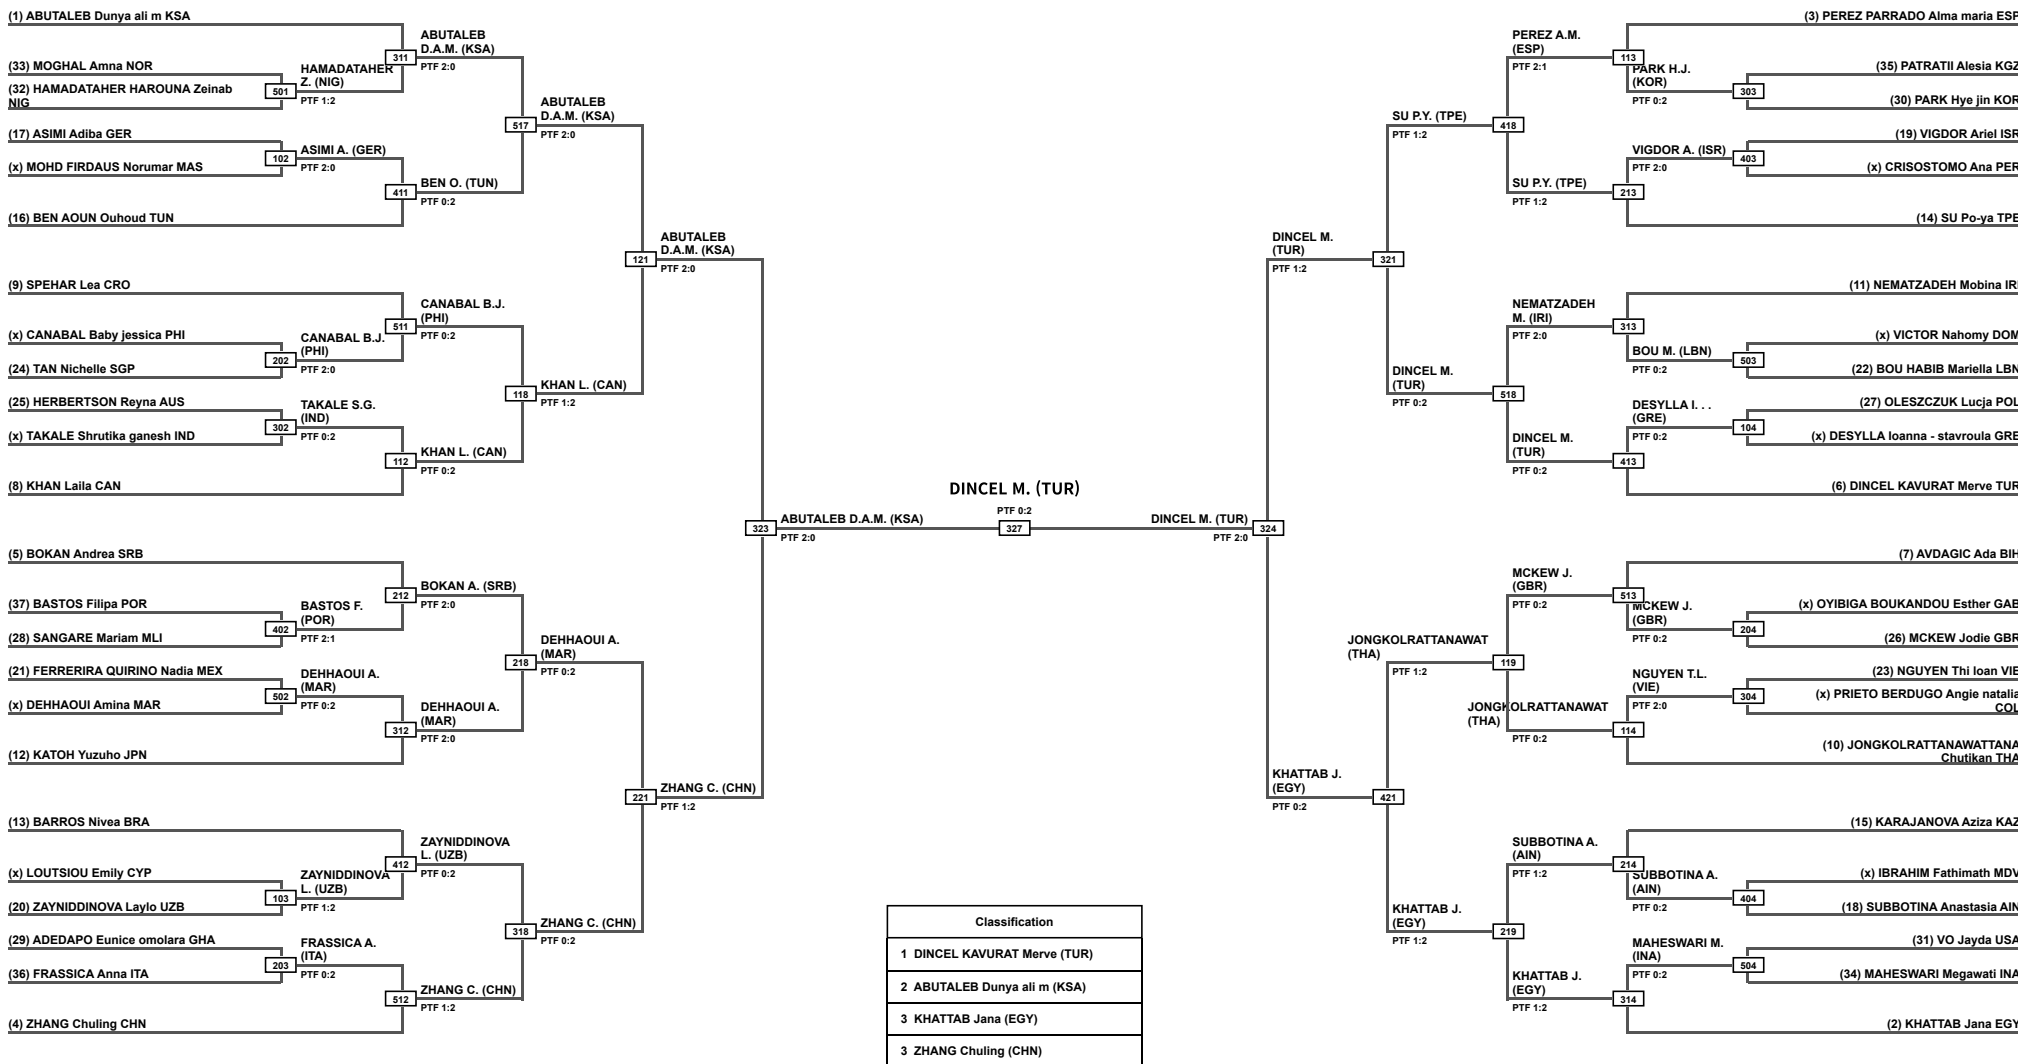 (1) ABUTALEB Dunya ali m KSA
(33) MOGHAL Amna NOR
(32) HAMADATAHER HAROUNA Zeinab
NIG
(17) ASIMI Adiba GER
(x) MOHD FIRDAUS Norumar MAS
(16) BEN AOUN Ouhoud TUN
(9) SPEHAR Lea CRO
(x) CANABAL Baby jessica PHI
(24) TAN Nichelle SGP
(25) HERBERTSON Reyna AUS
(x) TAKALE Shrutika ganesh IND
(8) KHAN Laila CAN
(5) BOKAN Andrea SRB
(37) BASTOS Filipa POR
(28) SANGARE Mariam MLI
(21) FERRERIRA QUIRINO Nadia MEX
(x) DEHHAOUI Amina MAR
(12) KATOH Yuzuho JPN
(13) BARROS Nivea BRA
(x) LOUTSIOU Emily CYP
(20) ZAYNIDDINOVA Laylo UZB
(29) ADEDAPO Eunice omolara GHA
(36) FRASSICA Anna ITA
(4) ZHANG Chuling CHN
501
HAMADATAHER
Z. (NIG)
PTF 1:2
102
ASIMI A. (GER)
PTF 2:0
202
CANABAL B.J.
(PHI)
PTF 2:0
302
TAKALE S.G.
(IND)
PTF 0:2
402
BASTOS F.
(POR)
PTF 2:1
502
DEHHAOUI A.
(MAR)
PTF 0:2
103
ZAYNIDDINOVA
L. (UZB)
PTF 1:2
203
FRASSICA A.
(ITA)
PTF 0:2
311
ABUTALEB
D.A.M. (KSA)
PTF 2:0
411
BEN O. (TUN)
PTF 0:2
511
CANABAL B.J.
(PHI)
PTF 0:2
112
KHAN L. (CAN)
PTF 0:2
212
BOKAN A. (SRB)
PTF 2:0
312
DEHHAOUI A.
(MAR)
PTF 2:0
412
ZAYNIDDINOVA
L. (UZB)
PTF 0:2
512
ZHANG C. (CHN)
PTF 1:2
517
ABUTALEB
D.A.M. (KSA)
PTF 2:0
118
KHAN L. (CAN)
PTF 1:2
218
DEHHAOUI A.
(MAR)
PTF 0:2
318
ZHANG C. (CHN)
PTF 0:2
121
ABUTALEB
D.A.M. (KSA)
PTF 2:0
221
ZHANG C. (CHN)
PTF 1:2
323
ABUTALEB D.A.M. (KSA)
PTF 2:0
DINCEL M. (TUR)
PTF 0:2
327
DINCEL M. (TUR)
PTF 2:0
324
DINCEL M.
(TUR)
PTF 1:2
321
KHATTAB J.
(EGY)
PTF 0:2
421
SU P.Y. (TPE)
PTF 1:2
418
DINCEL M.
(TUR)
PTF 0:2
518
JONGKOLRATTANAWAT
(THA)
PTF 1:2
119
KHATTAB J.
(EGY)
PTF 1:2
219
PEREZ A.M.
(ESP)
PTF 2:1
113
SU P.Y. (TPE)
PTF 1:2
213
NEMATZADEH
M. (IRI)
PTF 2:0
313
DINCEL M.
(TUR)
PTF 0:2
413
MCKEW J.
(GBR)
PTF 0:2
513
JONGKOLRATTANAWAT
(THA)
PTF 0:2
114
SUBBOTINA A.
(AIN)
PTF 1:2
214
KHATTAB J.
(EGY)
PTF 1:2
314
PARK H.J.
(KOR)
PTF 0:2
303
VIGDOR A. (ISR)
PTF 2:0
403
BOU M. (LBN)
PTF 0:2
503
DESYLLA I. . .
(GRE)
PTF 0:2
104
MCKEW J.
(GBR)
PTF 0:2
204
NGUYEN T.L.
(VIE)
PTF 2:0
304
SUBBOTINA A.
(AIN)
PTF 0:2
404
MAHESWARI M.
(INA)
PTF 0:2
504
(3) PEREZ PARRADO Alma maria ESP
(35) PATRATII Alesia KGZ
(30) PARK Hye jin KOR
(19) VIGDOR Ariel ISR
(x) CRISOSTOMO Ana PER
(14) SU Po-ya TPE
(11) NEMATZADEH Mobina IRI
(x) VICTOR Nahomy DOM
(22) BOU HABIB Mariella LBN
(27) OLESZCZUK Lucja POL
(x) DESYLLA Ioanna - stavroula GRE
(6) DINCEL KAVURAT Merve TUR
(7) AVDAGIC Ada BIH
(x) OYIBIGA BOUKANDOU Esther GAB
(26) MCKEW Jodie GBR
(23) NGUYEN Thi loan VIE
(x) PRIETO BERDUGO Angie natalia
COL
(10) JONGKOLRATTANAWATTANA
Chutikan THA
(15) KARAJANOVA Aziza KAZ
(x) IBRAHIM Fathimath MDV
(18) SUBBOTINA Anastasia AIN
(31) VO Jayda USA
(34) MAHESWARI Megawati INA
(2) KHATTAB Jana EGY
Classification
1 DINCEL KAVURAT Merve (TUR)
2 ABUTALEB Dunya ali m (KSA)
3 KHATTAB Jana (EGY)
3 ZHANG Chuling (CHN)